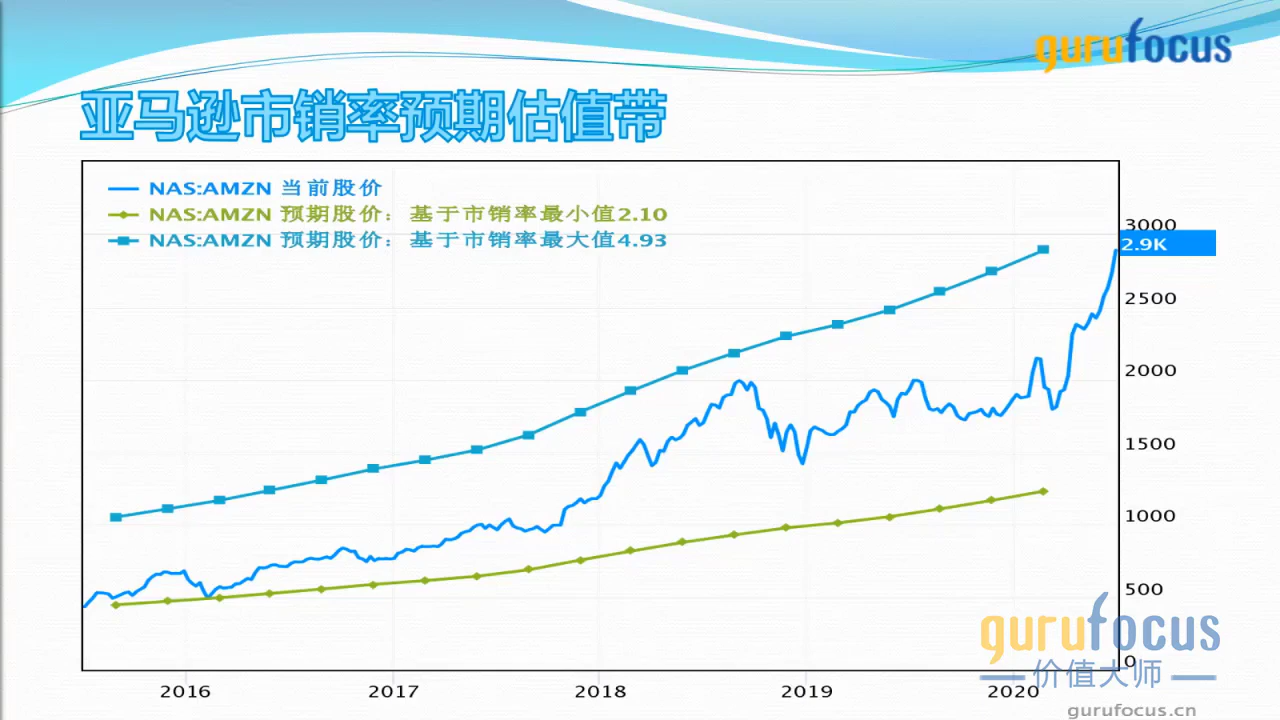 gurufocus
亚马逊市销率预期估值带
NAS:AMZN 当前股价
NAS:AMZN 预期股价：基于市销率最小值2.10
NAS:AMZN 预期股价：基于市销率最大值4.93
3000
2.9K
2500
2000
1500
1000
500
0
2016 2017 2018 2019 2020
gurufocus
价值大师
gurufocus.cn